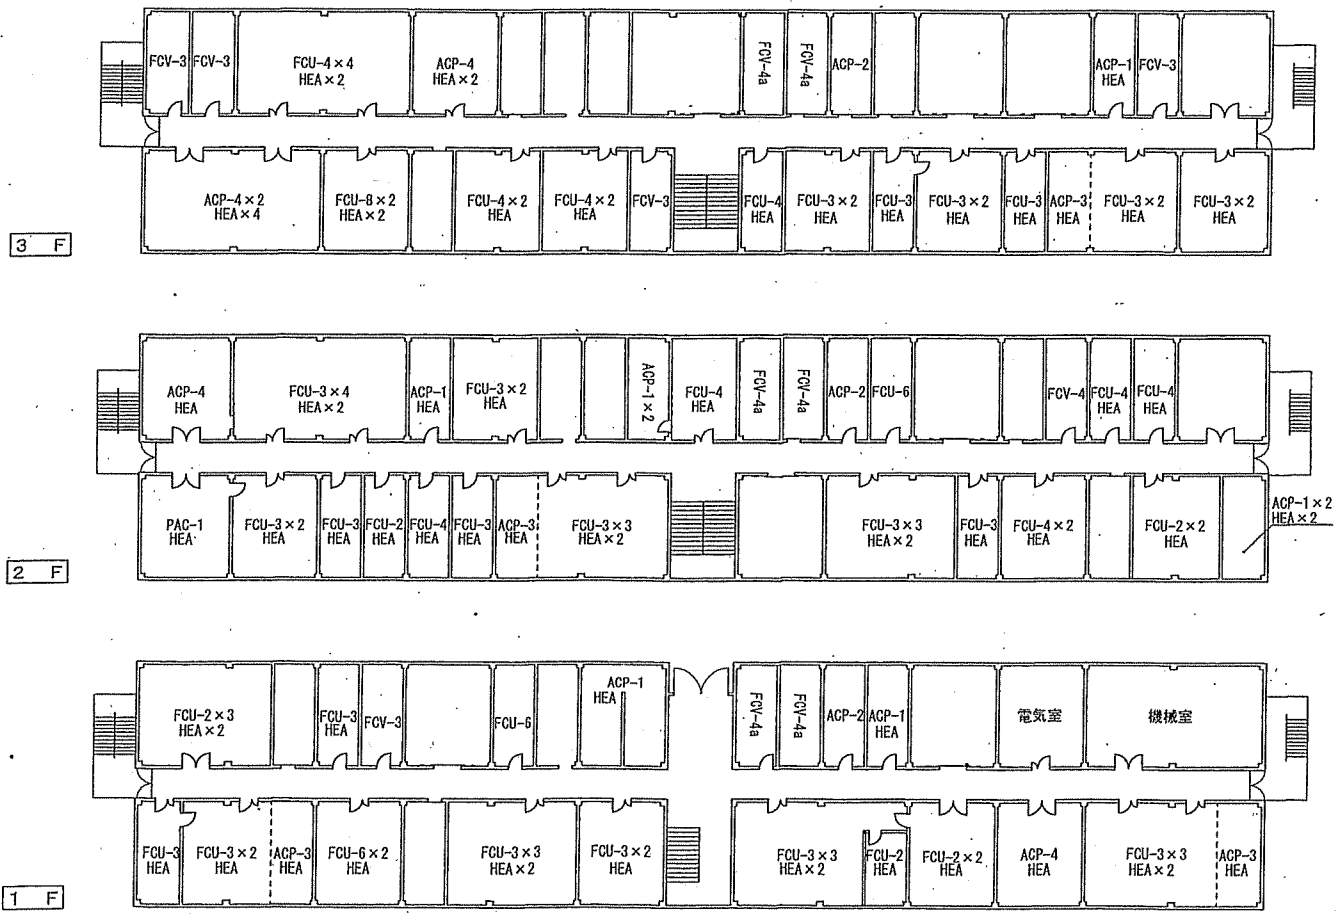 FCV-3
FCV-3
FCU-4×4
HEA×2
ACP-4
HEA×2
FCV-4a
FCV-4a
ACP-2
ACP-1
HEA
FCV-3
ACP-4×2
HEA×4
FCU-8×2
HEA×2
FCU-4×2
HEA
FCU-4×2
HEA
FCV-3
FCU-4
HEA
FCU-3×2
HEA
FCU-3
HEA
FCU-3×2
HEA
FCU-3
HEA
ACP-3
HEA
FCU-3×2
HEA
FCU-3×2
HEA
3 F
ACP-4
HEA
FCU-3×4
HEA×2
ACP-1
HEA
FCU-3×2
HEA
ACP-1×2
FCU-4
HEA
FCV-4a
FCV-4a
ACP-2
FCU-6
FCV-4
FCU-4
HEA
FCU-4
HEA
PAC-1
HEA
FCU-3×2
HEA
FCU-3
HEA
FCU-2
HEA
FCU-4
HEA
FCU-3
HEA
ACP-3
HEA
FCU-3×3
HEA×2
FCU-3×3
HEA×2
FCU-3
HEA
FCU-4×2
HEA
FCU-2×2
HEA
ACP-1×2
HEA×2
2 F
FCU-2×3
HEA×2
FCU-3
HEA
FCV-3
FCU-6
ACP-1
HEA
FCV-4a
FCV-4a
ACP-2
ACP-1
HEA
電気室
機械室
FCU-3
HEA
FCU-3×2
HEA
ACP-3
HEA
FCU-6×2
HEA
FCU-3×3
HEA×2
FCU-3×2
HEA
FCU-3×3
HEA×2
FCU-2
HEA
FCU-2×2
HEA
ACP-4
HEA
FCU-3×3
HEA×2
ACP-3
HEA
1 F